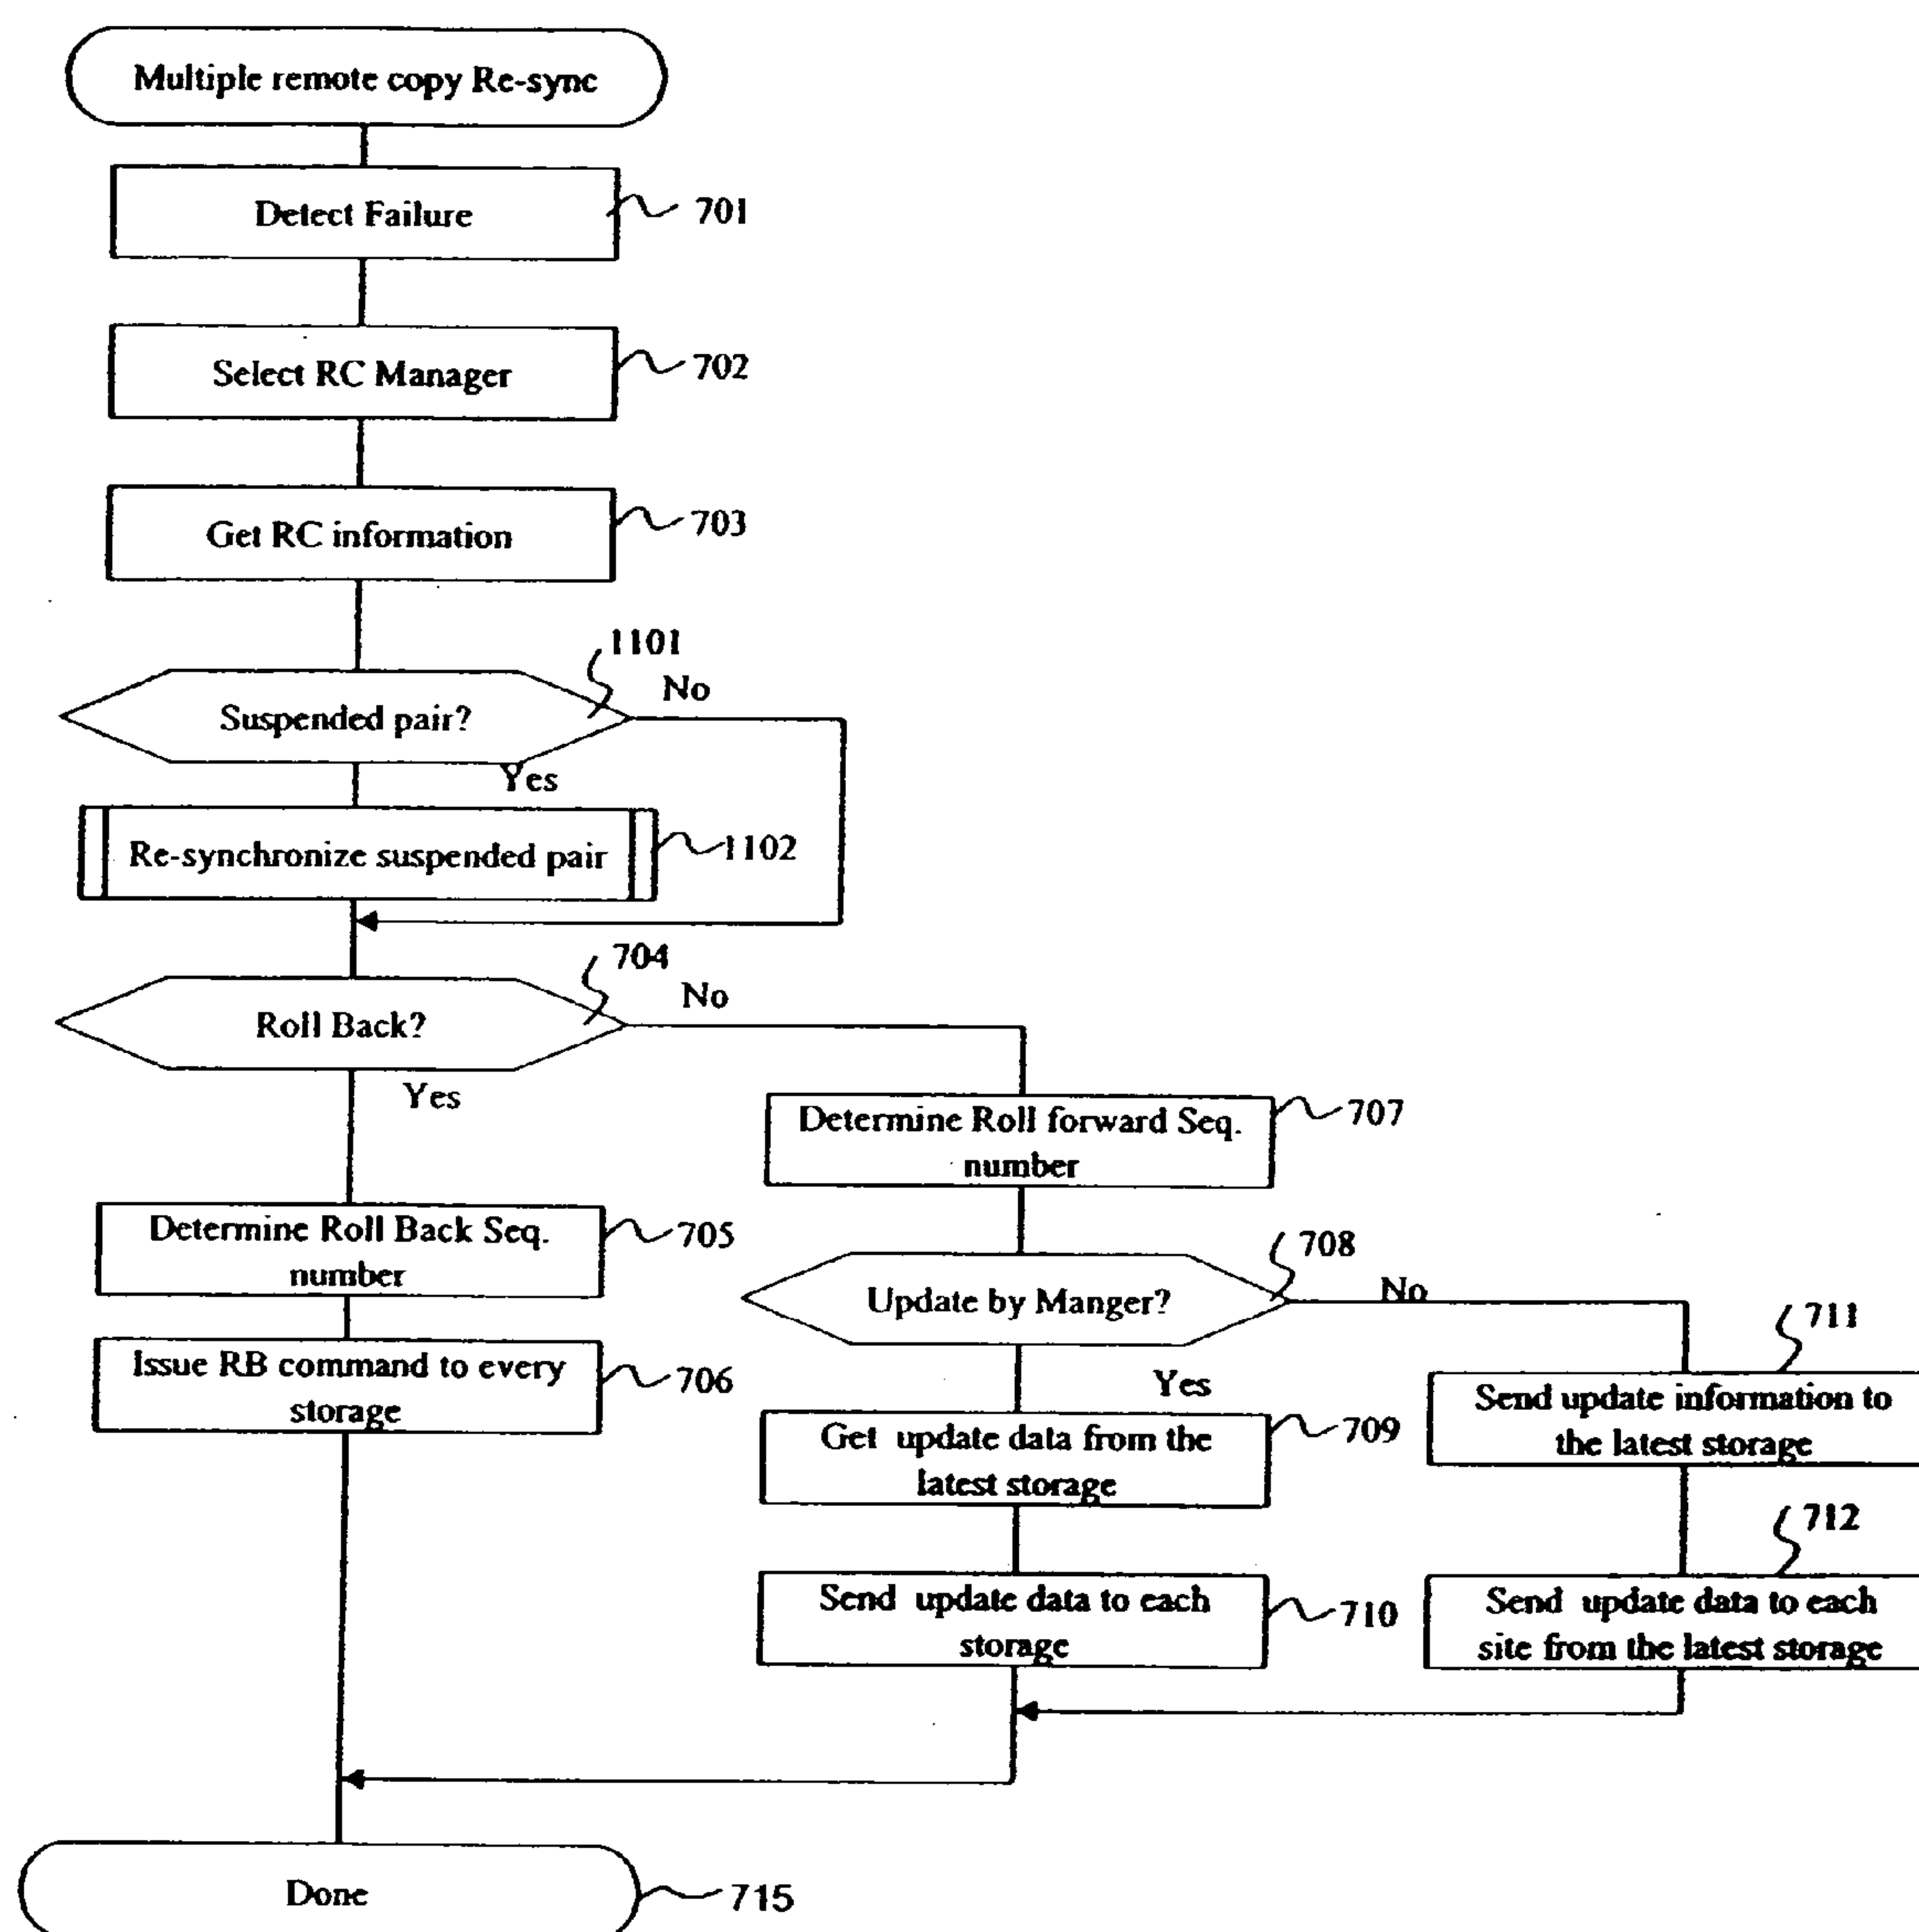 Multiple remote copy Re-sync
Detect Failure
701
Select RC Manager
702
Get RC information
703
1101
No
Suspended pair?
Yes
Re-synchronize suspended pair
1102
704
No
Roll Back?
Yes
Determine Roll forward Seq.
number
707
Determine Roll Back Seq.
number
705
708
No
Update by Manger?
Yes
Issue RB command to every
storage
706
711
Send update information to
the latest storage
Get update data from the
latest storage
709
712
Send update data to each
storage
710
Send update data to each
site from the latest storage
Done
715